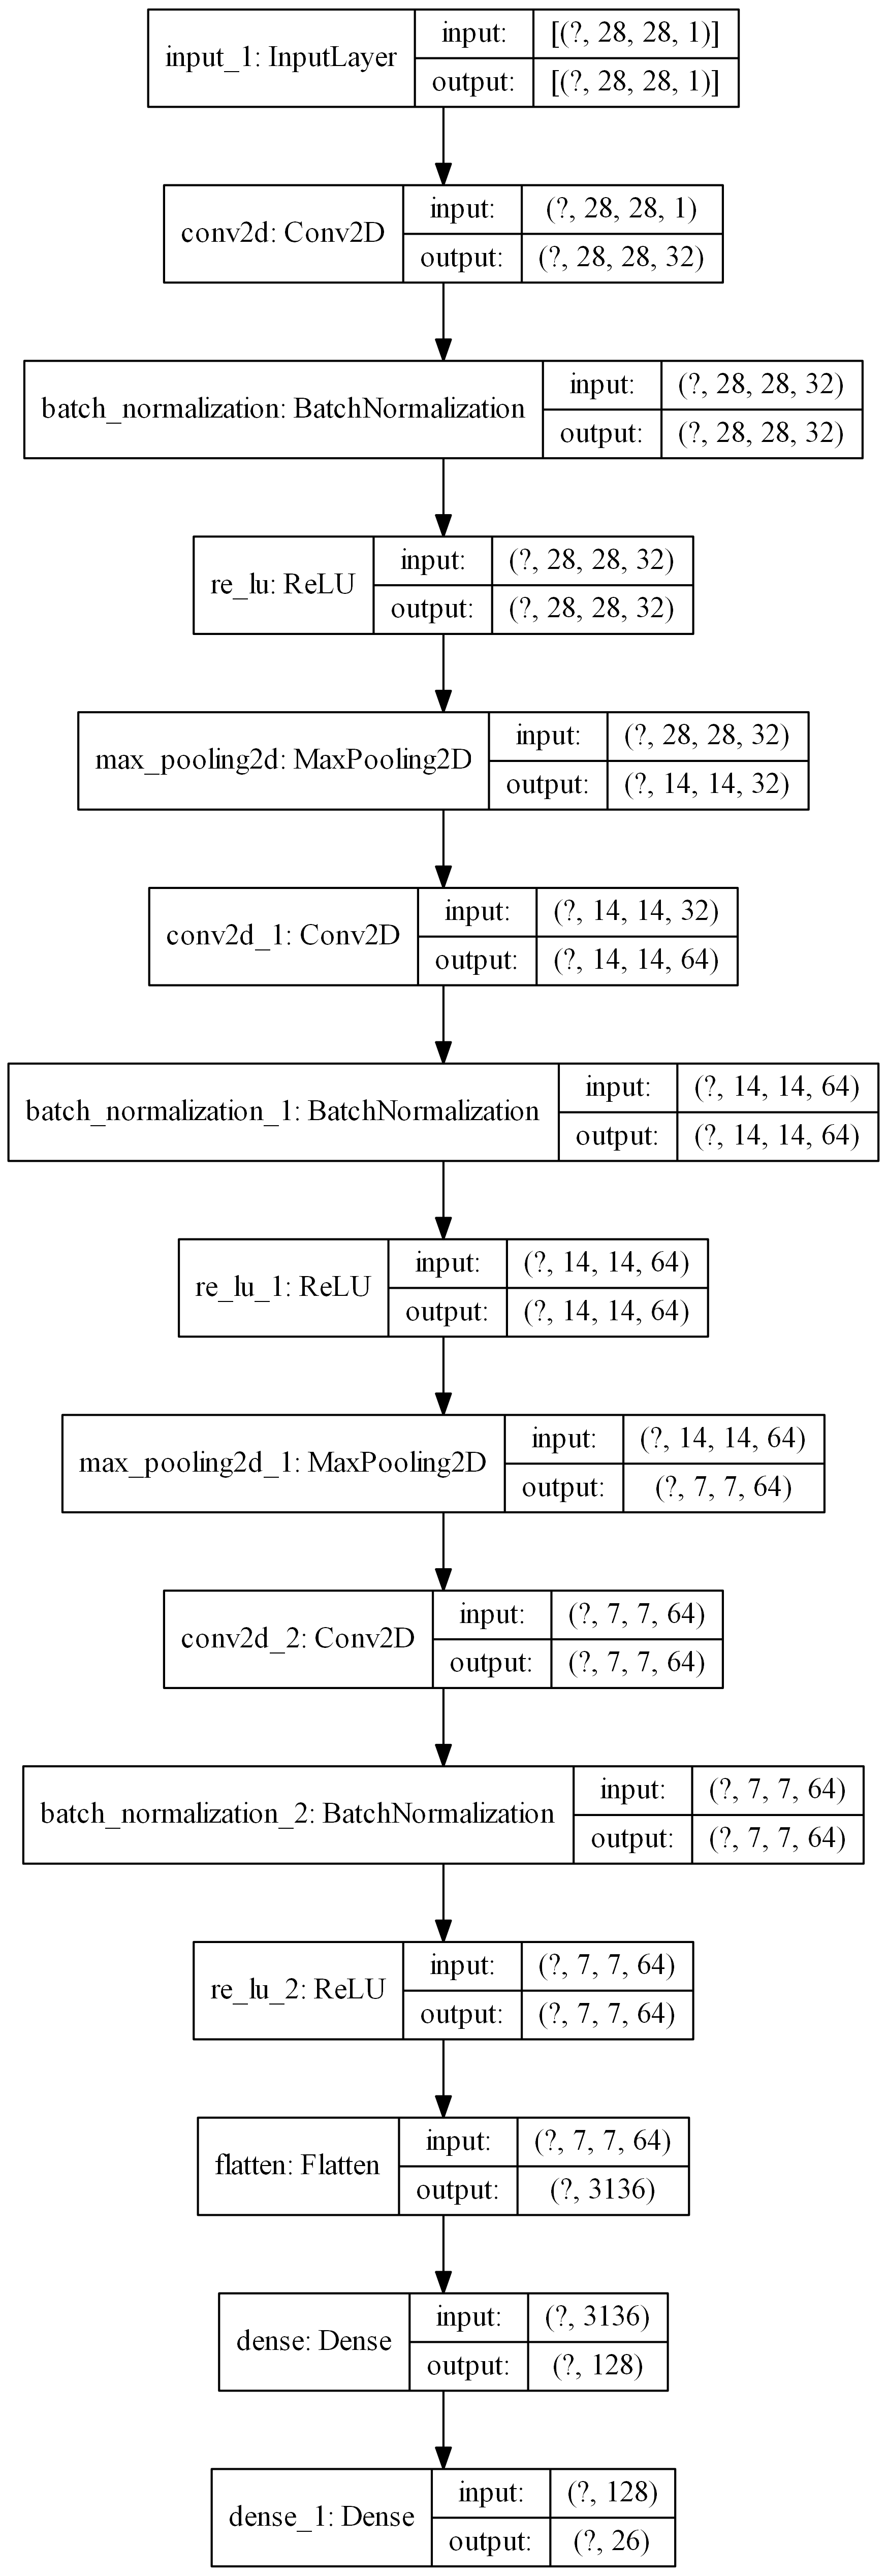 input_1: InputLayer
input: [(?, 28, 28, 1)]
output: [(?, 28, 28, 1)]
conv2d: Conv2D
input: (?, 28, 28, 1)
output: (?, 28, 28, 32)
batch_normalization: BatchNormalization
input: (?, 28, 28, 32)
output: (?, 28, 28, 32)
re_lu: ReLU
input: (?, 28, 28, 32)
output: (?, 28, 28, 32)
max_pooling2d: MaxPooling2D
input: (?, 28, 28, 32)
output: (?, 14, 14, 32)
conv2d_1: Conv2D
input: (?, 14, 14, 32)
output: (?, 14, 14, 64)
batch_normalization_1: BatchNormalization
input: (?, 14, 14, 64)
output: (?, 14, 14, 64)
re_lu_1: ReLU
input: (?, 14, 14, 64)
output: (?, 14, 14, 64)
max_pooling2d_1: MaxPooling2D
input: (?, 14, 14, 64)
output: (?, 7, 7, 64)
conv2d_2: Conv2D
input: (?, 7, 7, 64)
output: (?, 7, 7, 64)
batch_normalization_2: BatchNormalization
input: (?, 7, 7, 64)
output: (?, 7, 7, 64)
re_lu_2: ReLU
input: (?, 7, 7, 64)
output: (?, 7, 7, 64)
flatten: Flatten
input: (?, 7, 7, 64)
output: (?, 3136)
dense: Dense
input: (?, 3136)
output: (?, 128)
dense_1: Dense
input: (?, 128)
output: (?, 26)